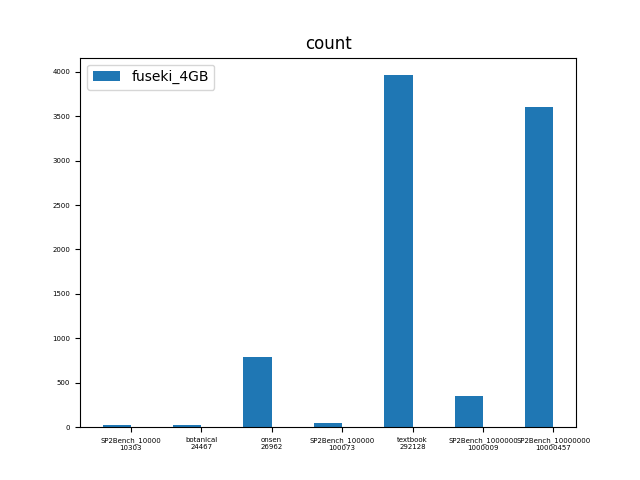 count
fuseki_4GB
4000
3500
3000
2500
2000
1500
1000
500
0
SP2Bench_10000
10303
botanical
24467
onsen
26962
SP2Bench_100000
100073
textbook
292128
SP2Bench_1000000
1000009
SP2Bench_10000000
10000457